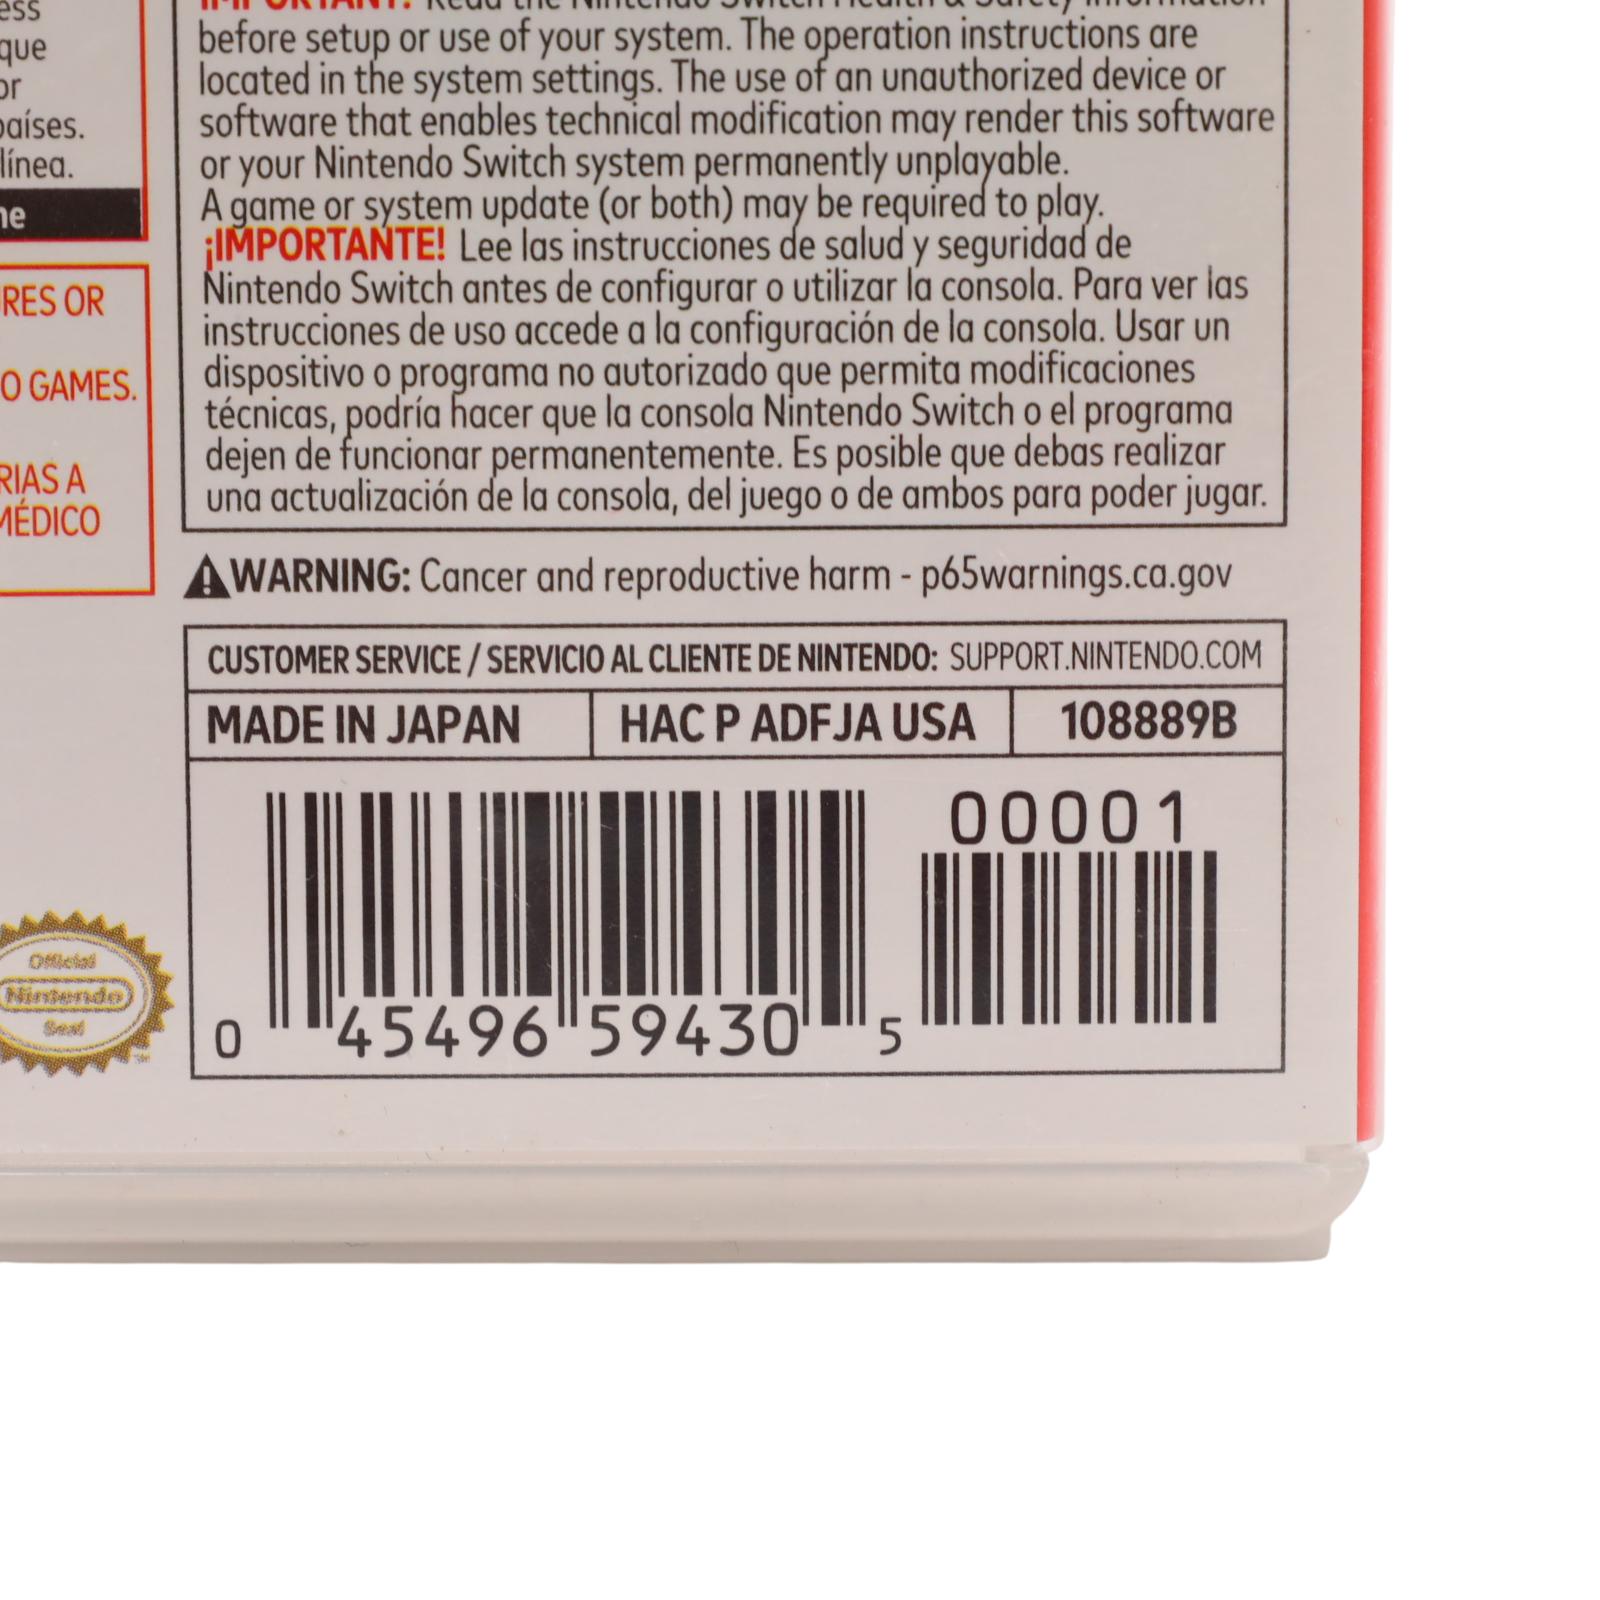 ess
que
or
países.
línea.
ne
RES OR
O GAMES.
RIAS A
MÉDICO
IMPORTANT: Read the Nintendo Switch Health & Safety Information
before setup or use of your system. The operation instructions are
located in the system settings. The use of an unauthorized device or
software that enables technical modification may render this software
or your Nintendo Switch system permanently unplayable.
A game or system update (or both) may be required to play.
¡IMPORTANTE! Lee las instrucciones de salud y seguridad de
Nintendo Switch antes de configurar o utilizar la consola. Para ver las
instrucciones de uso accede a la configuración de la consola. Usar un
dispositivo o programa no autorizado que permita modificaciones
técnicas, podría hacer que la consola Nintendo Switch o el programa
dejen de funcionar permanentemente. Es posible que debas realizar
una actualización de la consola, del juego o de ambos para poder jugar.
WARNING: Cancer and reproductive harm - p65warnings.ca.gov
CUSTOMER SERVICE / SERVICIO AL CLIENTE DE NINTENDO: SUPPORT.NINTENDO.COM
MADE IN JAPAN
HAC P ADFJA USA
108889B
00001
0 45496 59430 5
Official
Nintendo
Seal